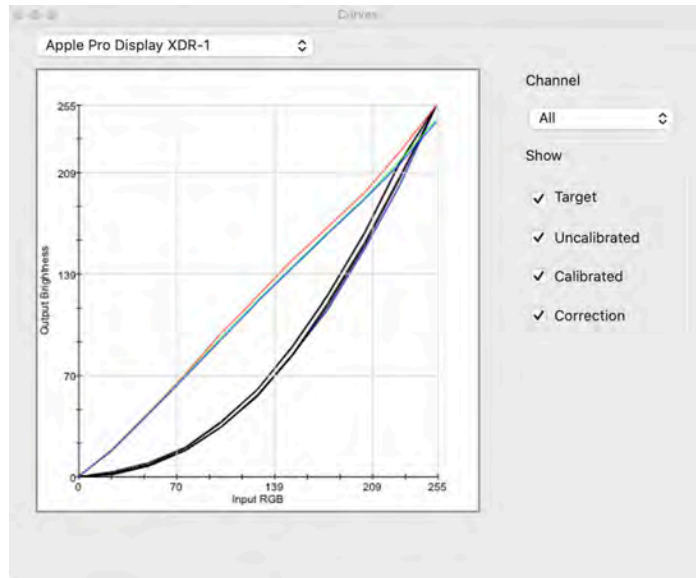 Curves
Apple Pro Display XDR-1
Channel
All
Show
Target
Uncalibrated
Calibrated
Correction
Output Brightness
255
209
139
70
0
0 70 139 209 255
Input RGB